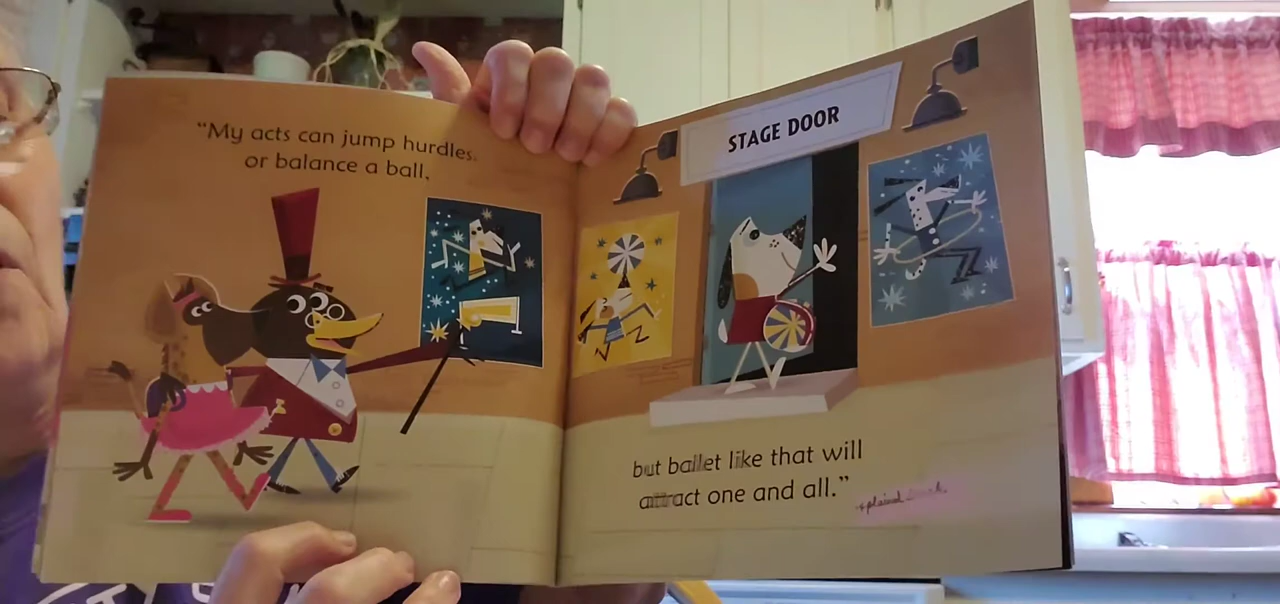 "My acts can jump hurdles
or balance a ball,
STAGE DOOR
but ballet like that will
attract one and all."